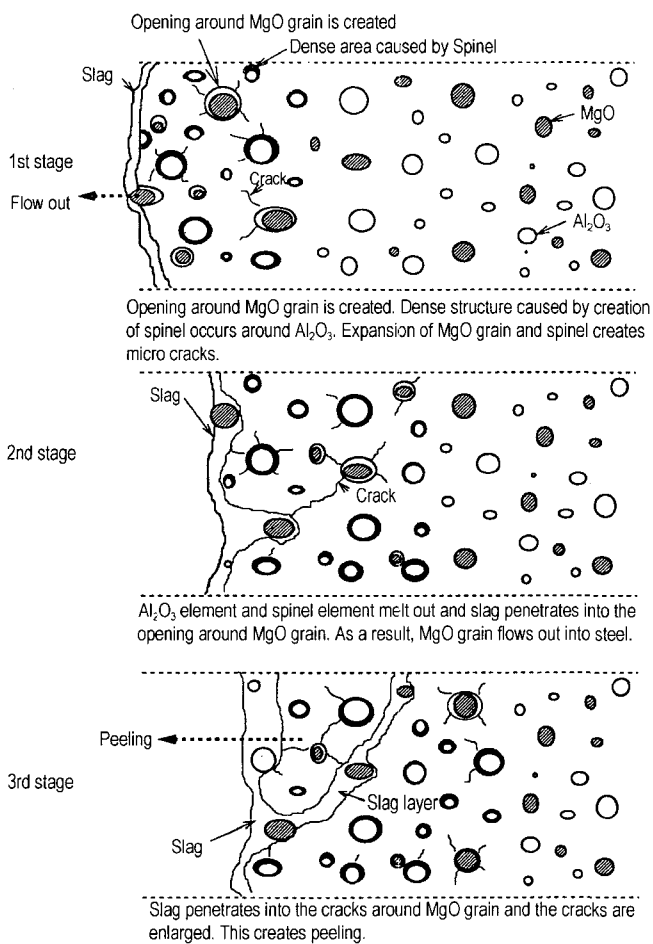 Opening around MgO grain is created
Dense area caused by Spinel
Slag
MgO
1st stage
Crack
Flow out
Al₂O₃
Opening around MgO grain is created. Dense structure caused by creation
of spinel occurs around Al₂O₃. Expansion of MgO grain and spinel creates
micro cracks.
Slag
2nd stage
Crack
Al₂O₃ element and spinel element melt out and slag penetrates into the
opening around MgO grain. As a result, MgO grain flows out into steel.
Peeling
3rd stage
Slag layer
Slag
Slag penetrates into the cracks around MgO grain and the cracks are
enlarged. This creates peeling.